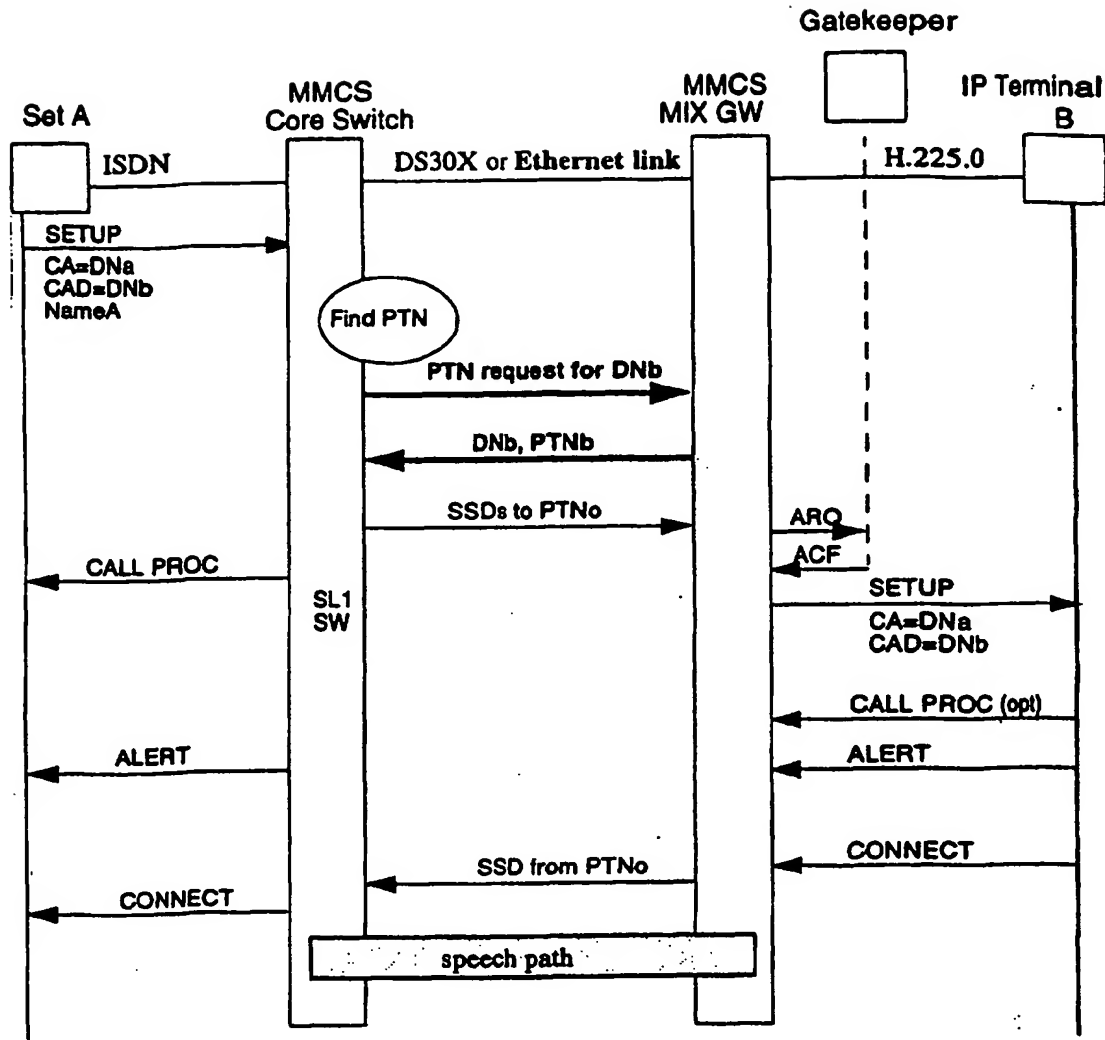 Gatekeeper
Set A
MMCS
Core Switch
MMCS
MIX GW
IP Terminal
B
ISDN
DS30X or Ethernet link
H.225.0
SETUP
CA=DNa
CAD=DNb
NameA
Find PTN
PTN request for DNb
DNb, PTNb
SSDs to PTNo
ARQ
ACF
CALL PROC
SL1
SW
SETUP
CA=DNa
CAD=DNb
CALL PROC (opt)
ALERT
ALERT
CONNECT
SSD from PTNo
CONNECT
speech path